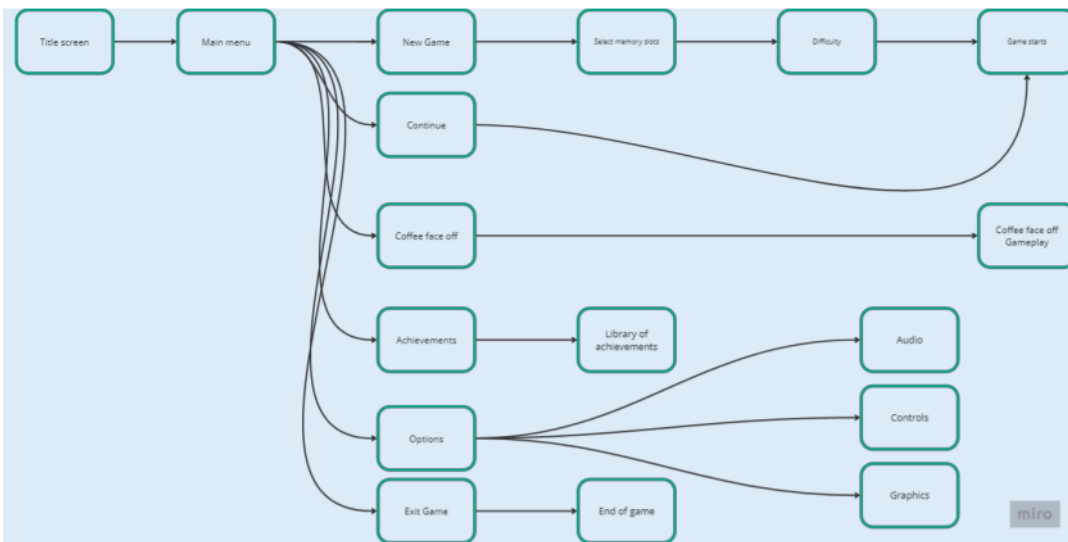 Title screen
Main menu
New Game
Select memory slots
Difficulty
Game starts
Continue
Coffee face off
Coffee face off
Gameplay
Achievements
Library of
achievements
Audio
Controls
Options
Graphics
Exit Game
End of game
miro